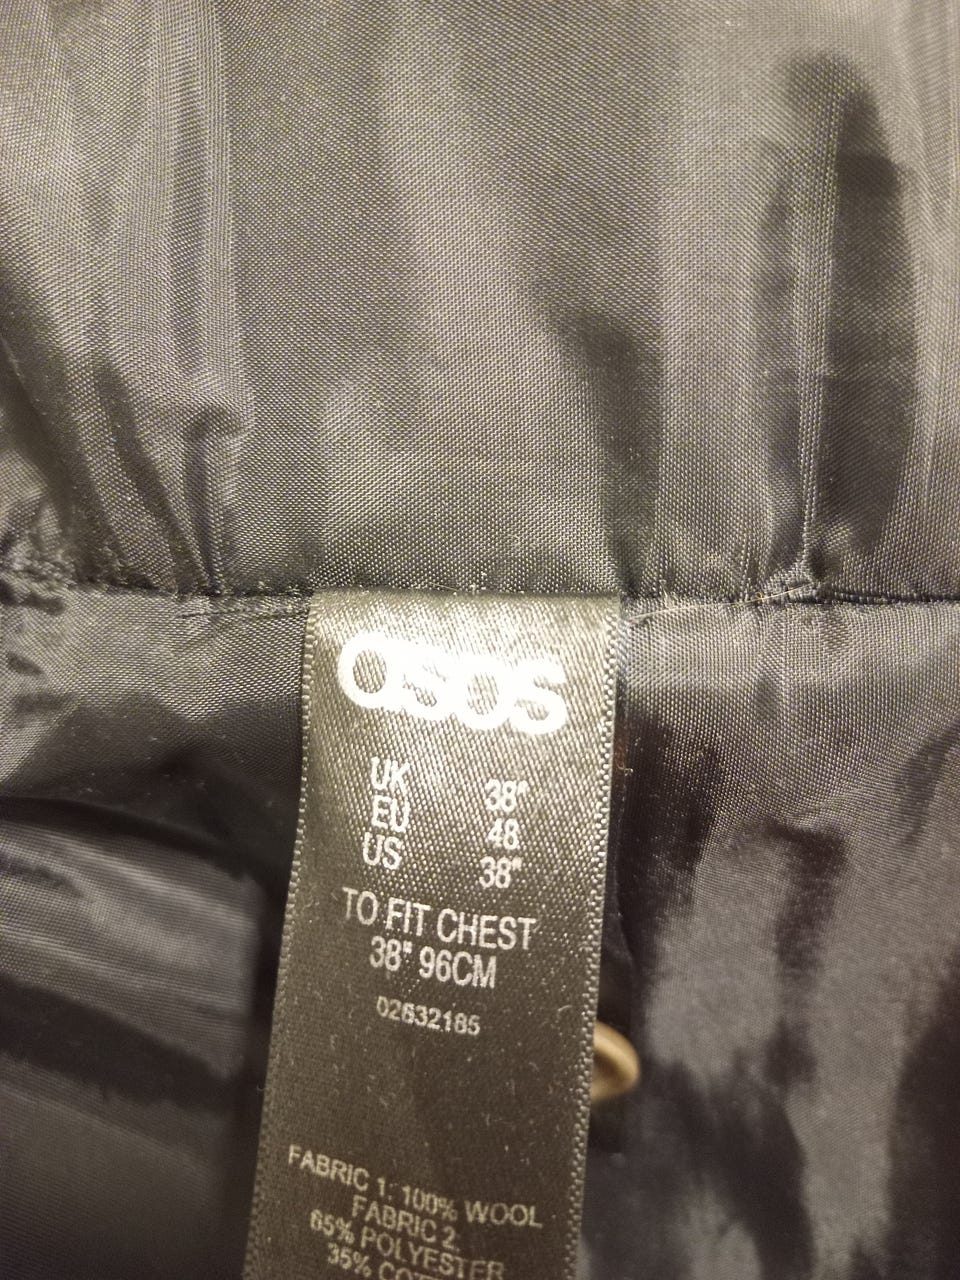 asos
UK 38"
EU 48
US 38"
TO FIT CHEST
38" 96CM
02632185
FABRIC 1: 100% WOOL
FABRIC 2.
65% POLYESTER
35%